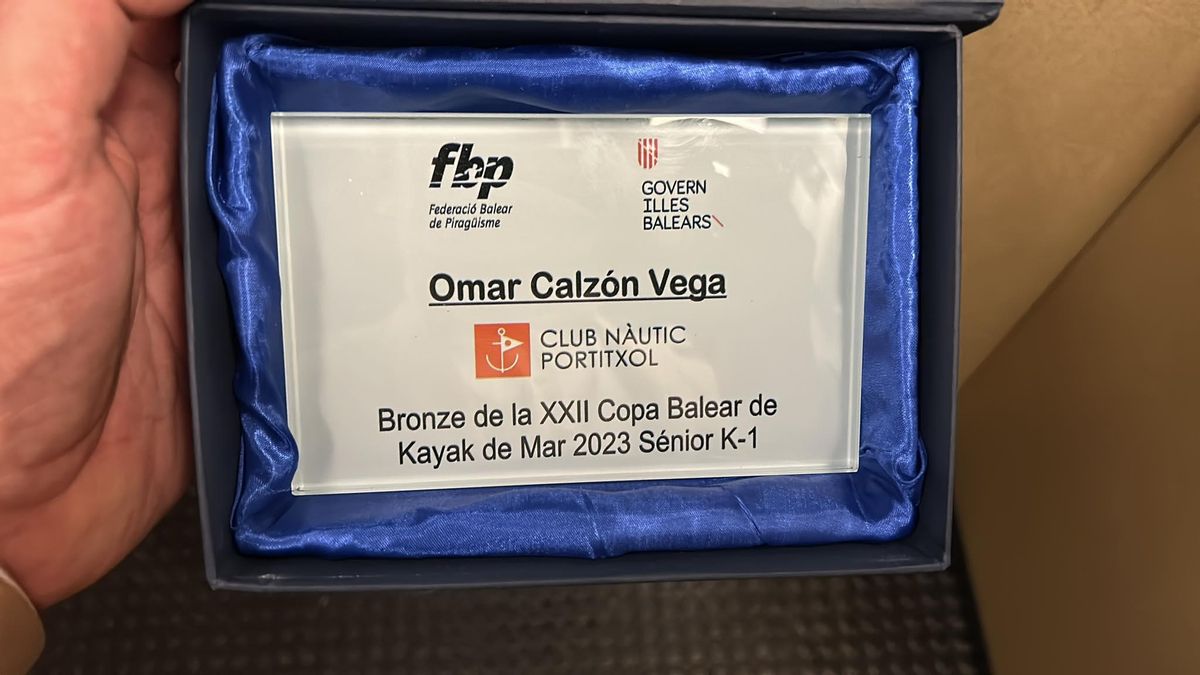 fbp
Federació Balear
de Piragüisme
GOVERN
ILLES
BALEARS
Omar Calzón Vega
CLUB NÀUTIC
PORTITXOL
Bronze de la XXII Copa Balear de
Kayak de Mar 2023 Sénior K-1